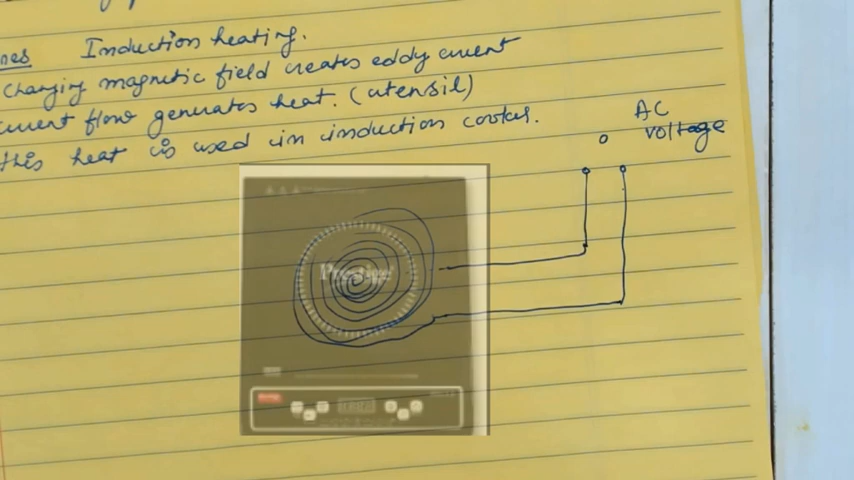 Induction heating.
changing magnetic field creates eddy current
current flow generates heat. (utensil)
this heat is used in induction cooker.
AC
voltage
Prestige